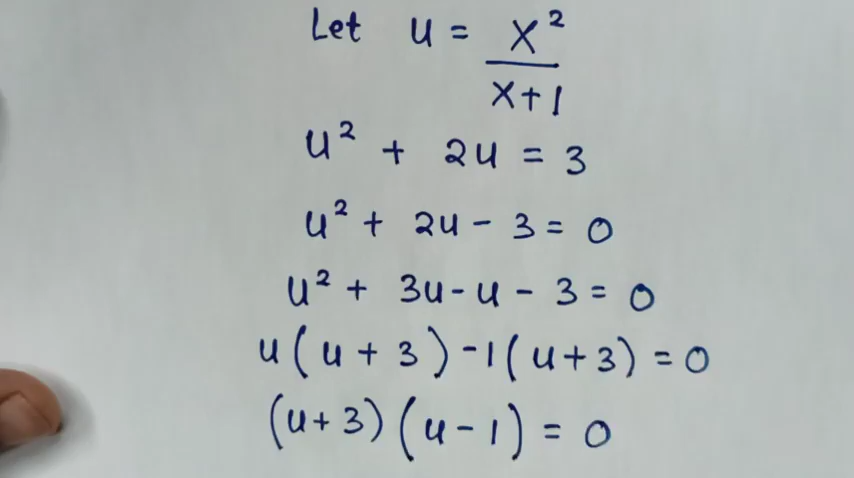 Let u = x² / x+1
u² + 2u = 3
u² + 2u - 3 = 0
u² + 3u - u - 3 = 0
u(u + 3) - 1(u + 3) = 0
(u + 3)(u - 1) = 0